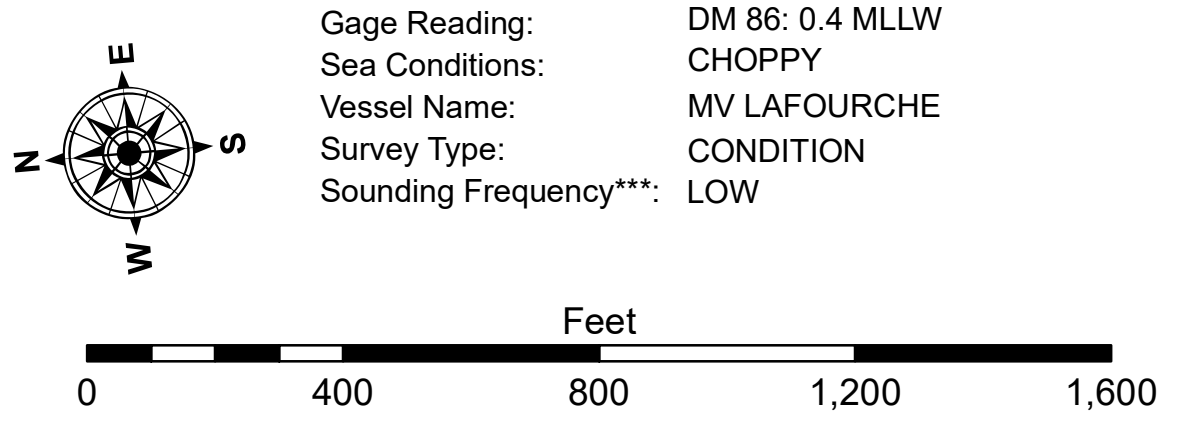 E
N
S
W
Gage Reading: DM 86: 0.4 MLLW
Sea Conditions: CHOPPY
Vessel Name: MV LAFOURCHE
Survey Type: CONDITION
Sounding Frequency***: LOW
Feet
0 400 800 1,200 1,600